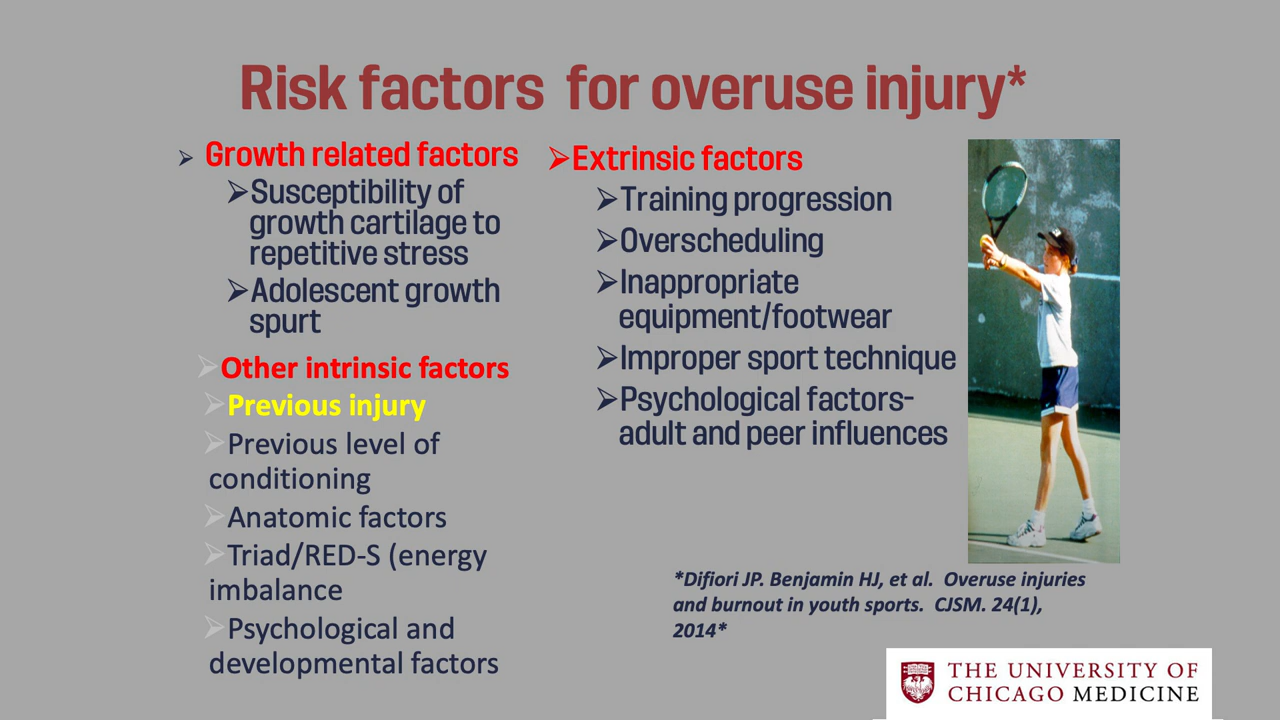 Risk factors for overuse injury*
➢ Growth related factors
➢Susceptibility of
growth cartilage to
repetitive stress
➢Adolescent growth
spurt
➢Other intrinsic factors
➢Previous injury
➢Previous level of
conditioning
➢Anatomic factors
➢Triad/RED-S (energy
imbalance
➢Psychological and
developmental factors
➢Extrinsic factors
➢Training progression
➢Overscheduling
➢Inappropriate
equipment/footwear
➢Improper sport technique
➢Psychological factors-
adult and peer influences
*Difiori JP. Benjamin HJ, et al. Overuse injuries
and burnout in youth sports. CJSM. 24(1),
2014*
THE UNIVERSITY OF
CHICAGO MEDICINE